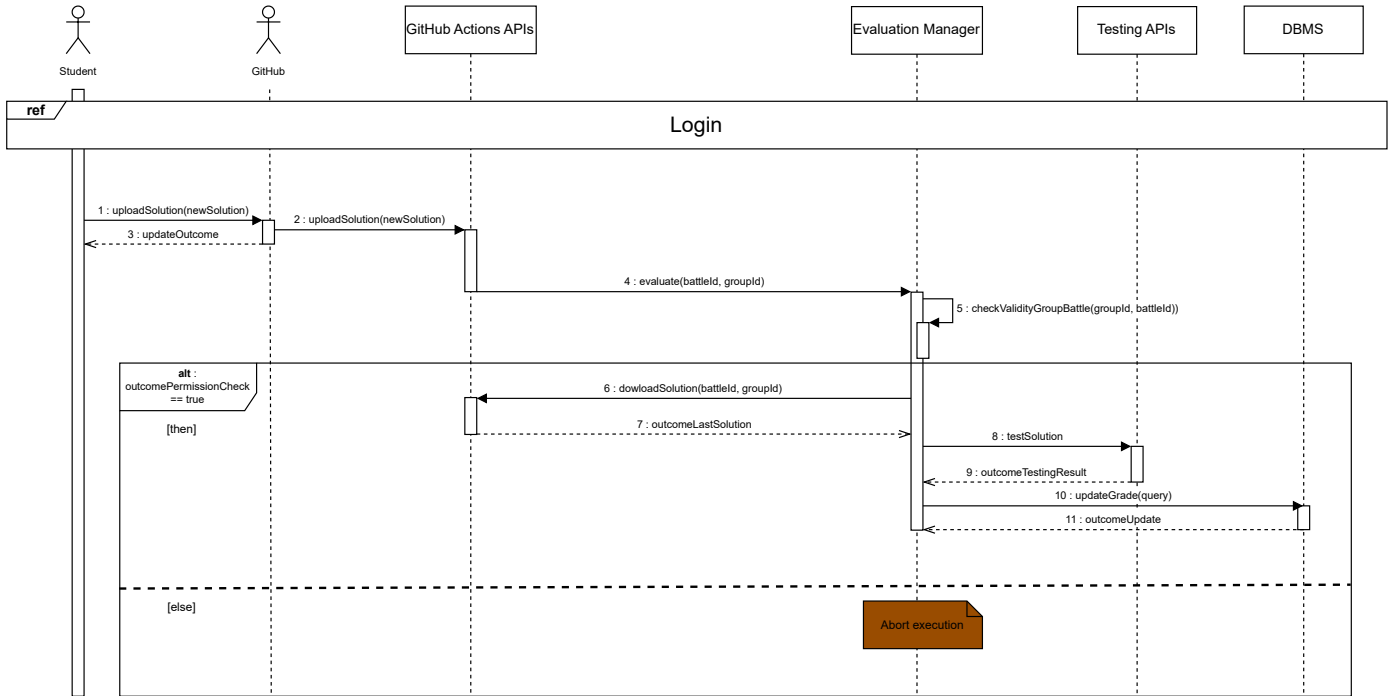 GitHub Actions APIs
Evaluation Manager
Testing APIs
DBMS
Student
GitHub
ref
Login
1 : uploadSolution(newSolution)
2 : uploadSolution(newSolution)
3 : updateOutcome
4 : evaluate(battleId, groupId)
5 : checkValidityGroupBattle(groupId, battleId))
alt :
outcomePermissionCheck
== true
6 : dowloadSolution(battleId, groupId)
[then]
7 : outcomeLastSolution
8 : testSolution
9 : outcomeTestingResult
10 : updateGrade(query)
11 : outcomeUpdate
[else]
Abort execution